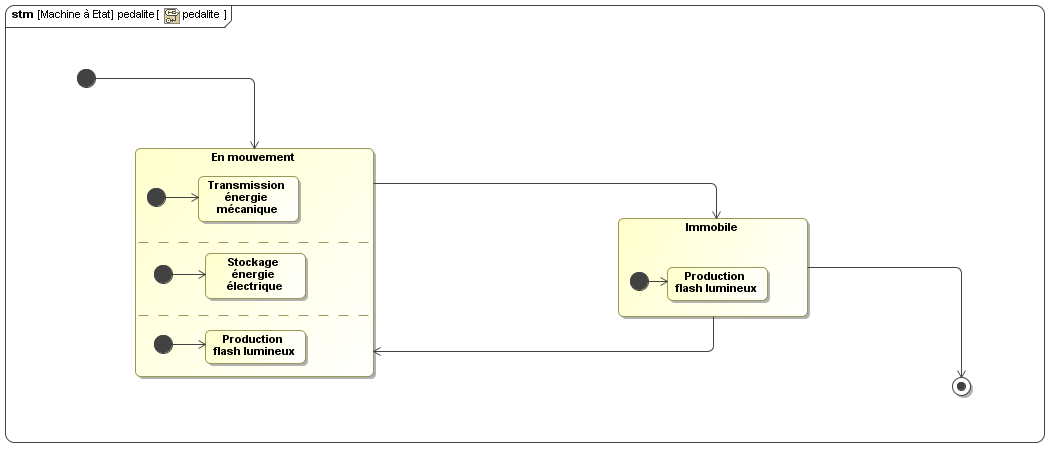 stm [Machine à Etat] pedalite [ pedalite ]
En mouvement
Transmission
énergie
mécanique
Stockage
énergie
électrique
Production
flash lumineux
Immobile
Production
flash lumineux